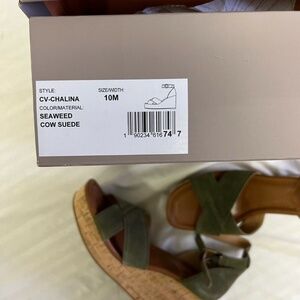 STYLE: SIZE/WIDTH
CV-CHALINA 10M
COLOR/MATERIAL:
SEAWEED
COW SUEDE
1 90234 61674 7